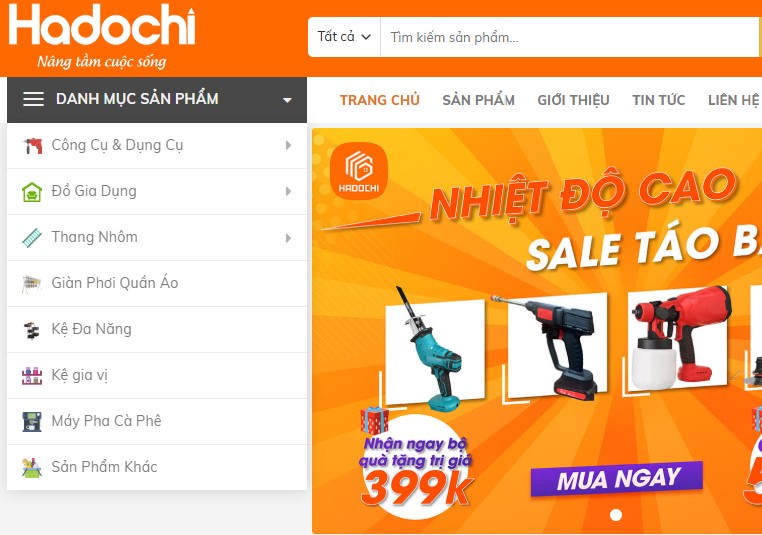 Hadochi
Nâng tầm cuộc sống
Tất cả
Tìm kiếm sản phẩm...
DANH MỤC SẢN PHẨM
TRANG CHỦ
SẢN PHẨM
GIỚI THIỆU
TIN TỨC
LIÊN HỆ
Công Cụ & Dụng Cụ
Đồ Gia Dụng
Thang Nhôm
Giàn Phơi Quần Áo
Kệ Đa Năng
Kệ gia vị
Máy Pha Cà Phê
Sản Phẩm Khác
HADOCHI
NHIỆT ĐỘ CAO
SALE TÁO
Nhận ngay bộ
quà tặng trị giá
399k
MUA NGAY